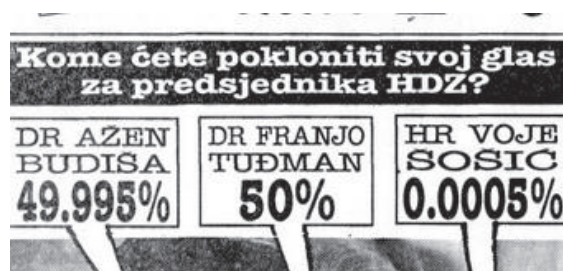 Kome ćete pokloniti svoj glas
za predsjednika HDZ?
DR AŽEN
BUDIŠA
49.995%
DR FRANJO
TUĐMAN
50%
HR VOJE
ŠOŠIĆ
0.0005%